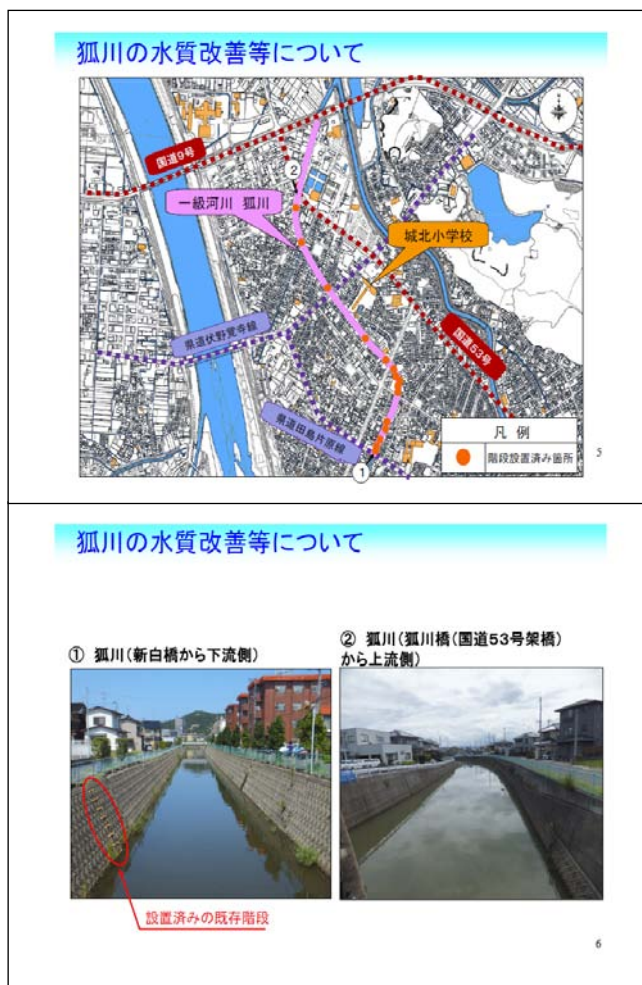 狐川の水質改善等について
国道9号
2
一級河川 狐川
城北小学校
県道伏野覚寺線
国道53号
県道田島片原線
1
凡 例
階段設置済み箇所
5
狐川の水質改善等について
① 狐川(新白橋から下流側)
② 狐川(狐川橋(国道53号架橋)
から上流側)
設置済みの既存階段
6